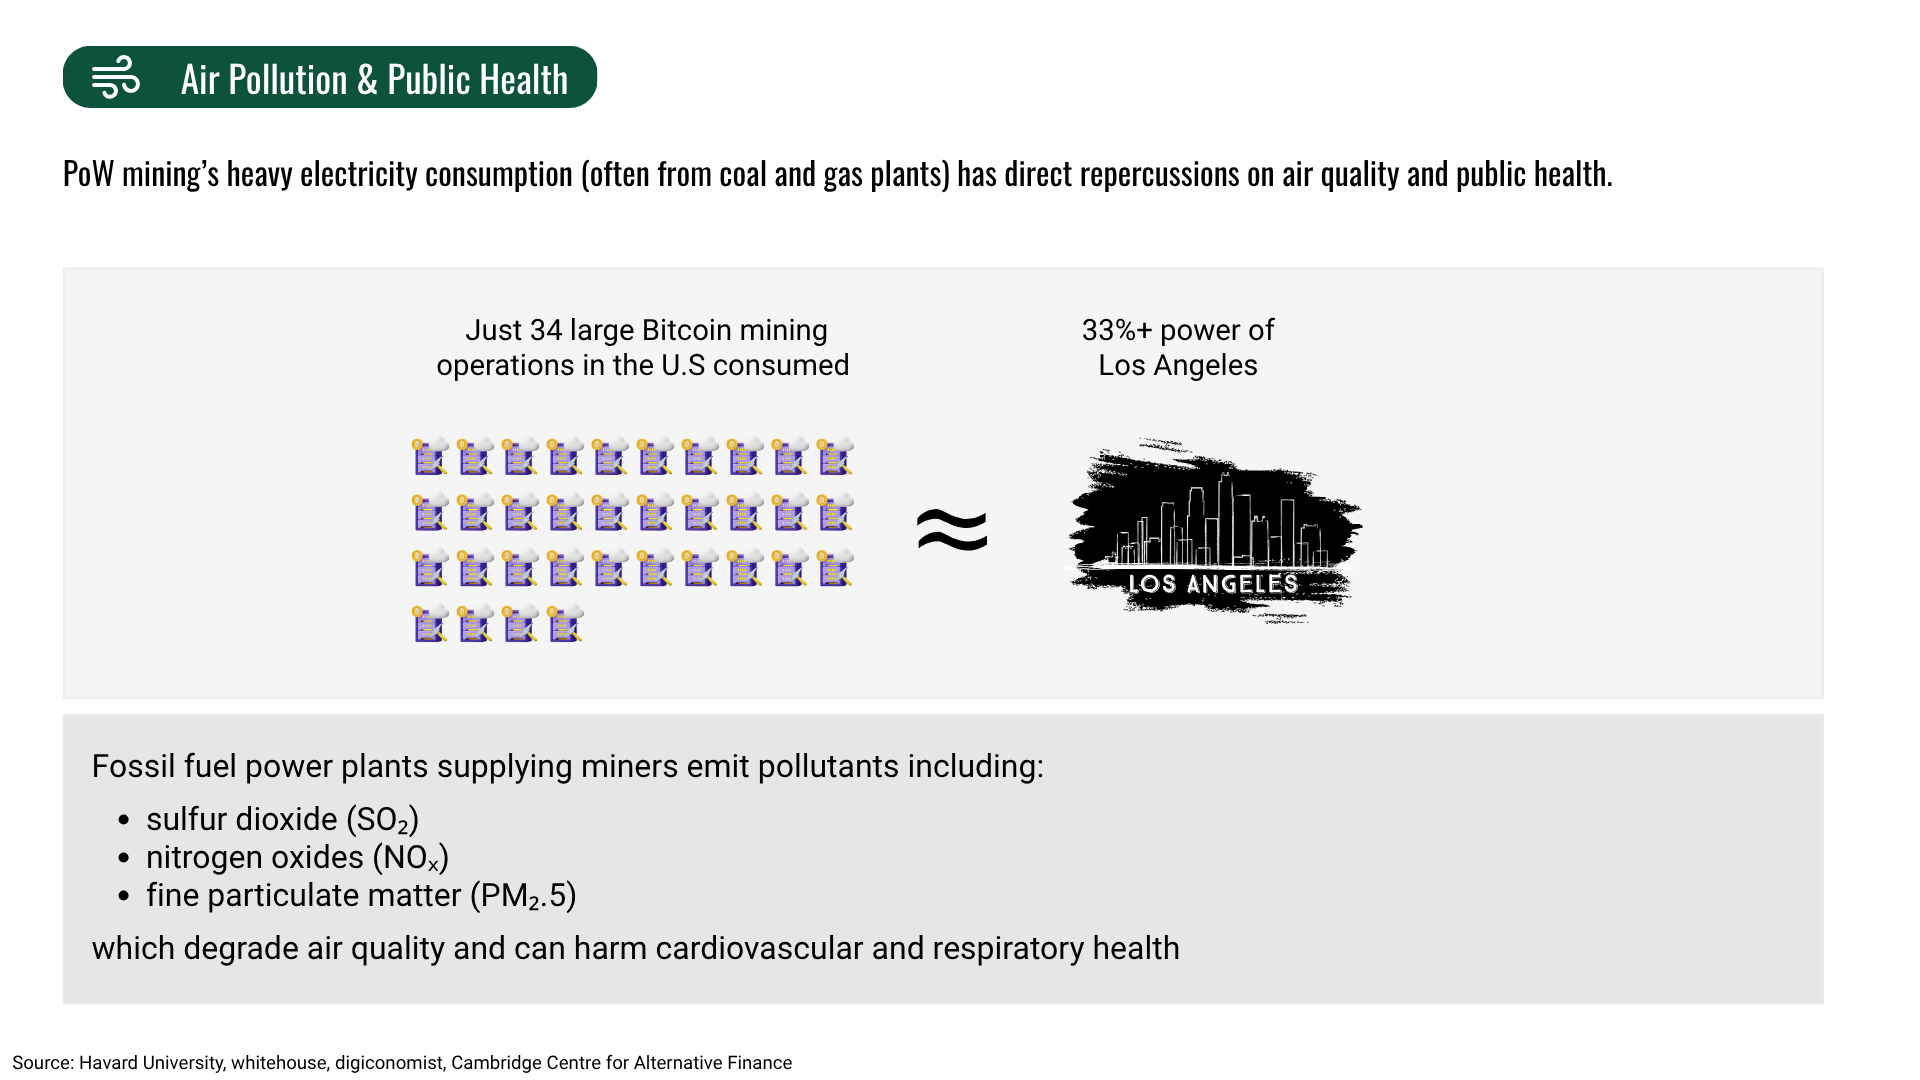 Air Pollution & Public Health
PoW mining’s heavy electricity consumption (often from coal and gas plants) has direct repercussions on air quality and public health.
Just 34 large Bitcoin mining
operations in the U.S consumed
33%+ power of
Los Angeles
≈
LOS ANGELES
Fossil fuel power plants supplying miners emit pollutants including:
• sulfur dioxide (SO₂)
• nitrogen oxides (NOₓ)
• fine particulate matter (PM₂.5)
which degrade air quality and can harm cardiovascular and respiratory health
Source: Havard University, whitehouse, digiconomist, Cambridge Centre for Alternative Finance